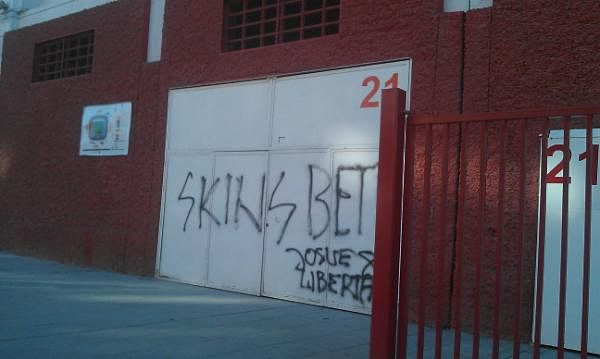 21
SKINS BET
21
JOSUE
LIBERTA